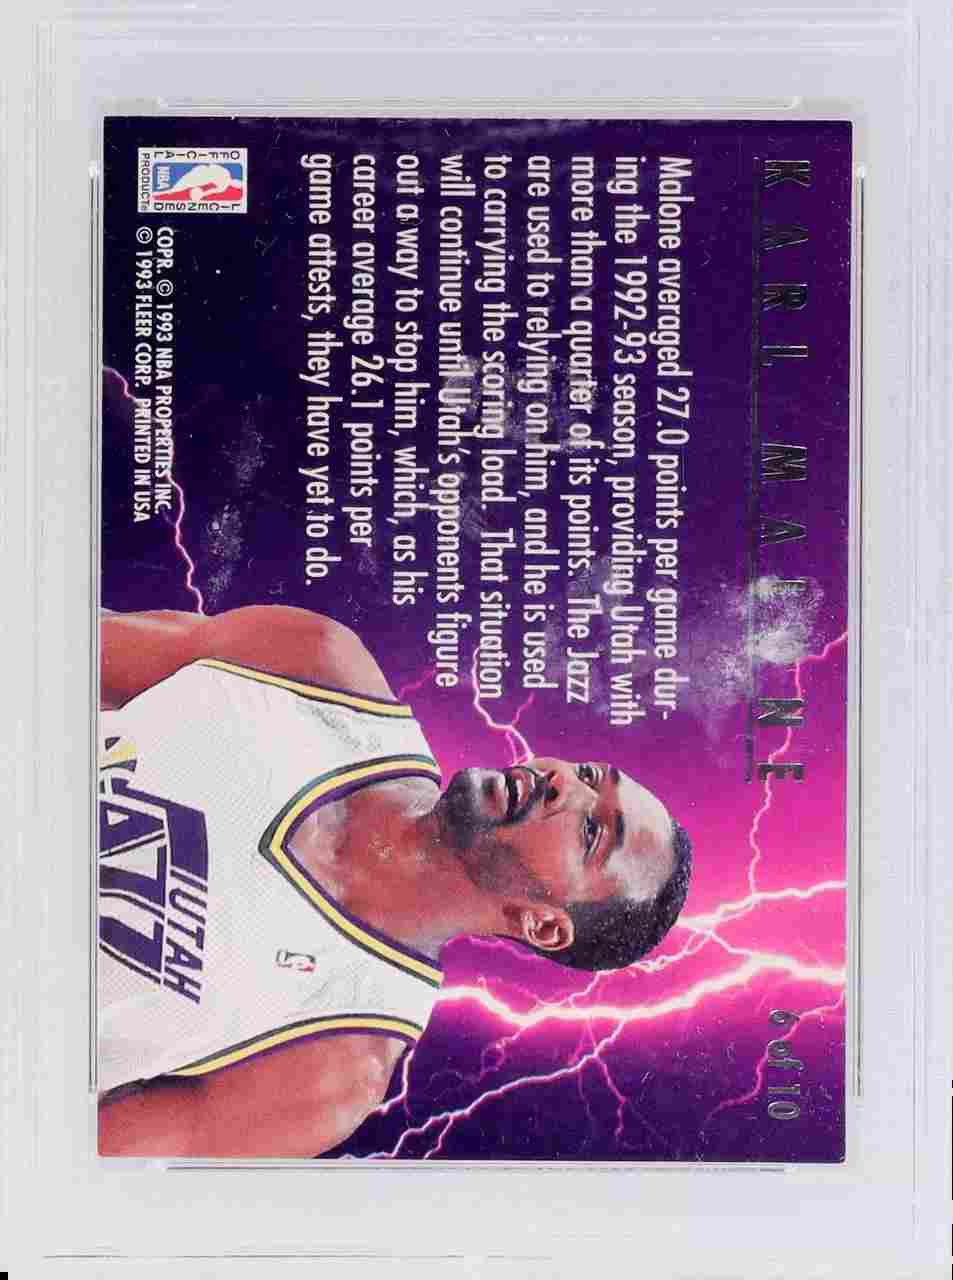 KARL MALONE
6 of 10
Malone averaged 27.0 points per game dur-
ing the 1992-93 season, providing Utah with
more than a quarter of its points. The Jazz
are used to relying on him, and he is used
to carrying the scoring load. That situation
will continue until Utah's opponents figure
out a way to stop him, which, as his
career average 26.1 points per
game attests, they have yet to do.
OFFICIAL LICENSED
NBA
PRODUCT
COPR. © 1993 NBA PROPERTIES INC.
© 1993 FLEER CORP. PRINTED IN USA
UTAH
JAZZ